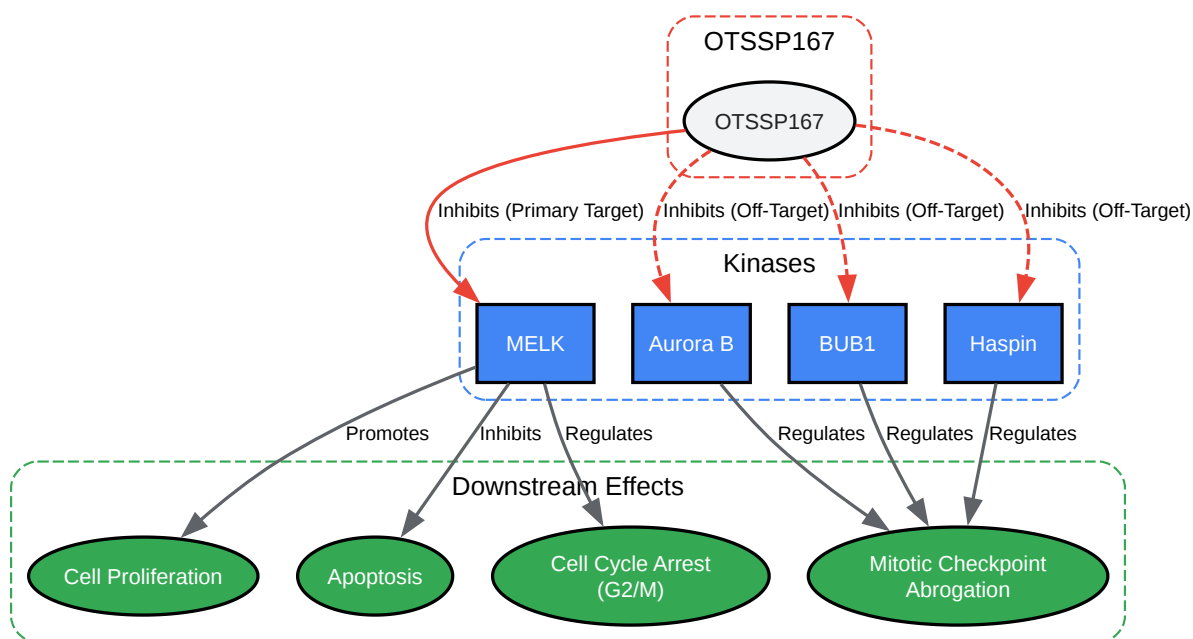 OTSSP167
OTSSP167
Inhibits (Primary Target)
Inhibits (Off-Target)
Inhibits (Off-Target)
Inhibits (Off-Target)
Kinases
MELK
Aurora B
BUB1
Haspin
Promotes
Inhibits
Regulates
Regulates
Regulates
Regulates
Downstream Effects
Cell Proliferation
Apoptosis
Cell Cycle Arrest
(G2/M)
Mitotic Checkpoint
Abrogation